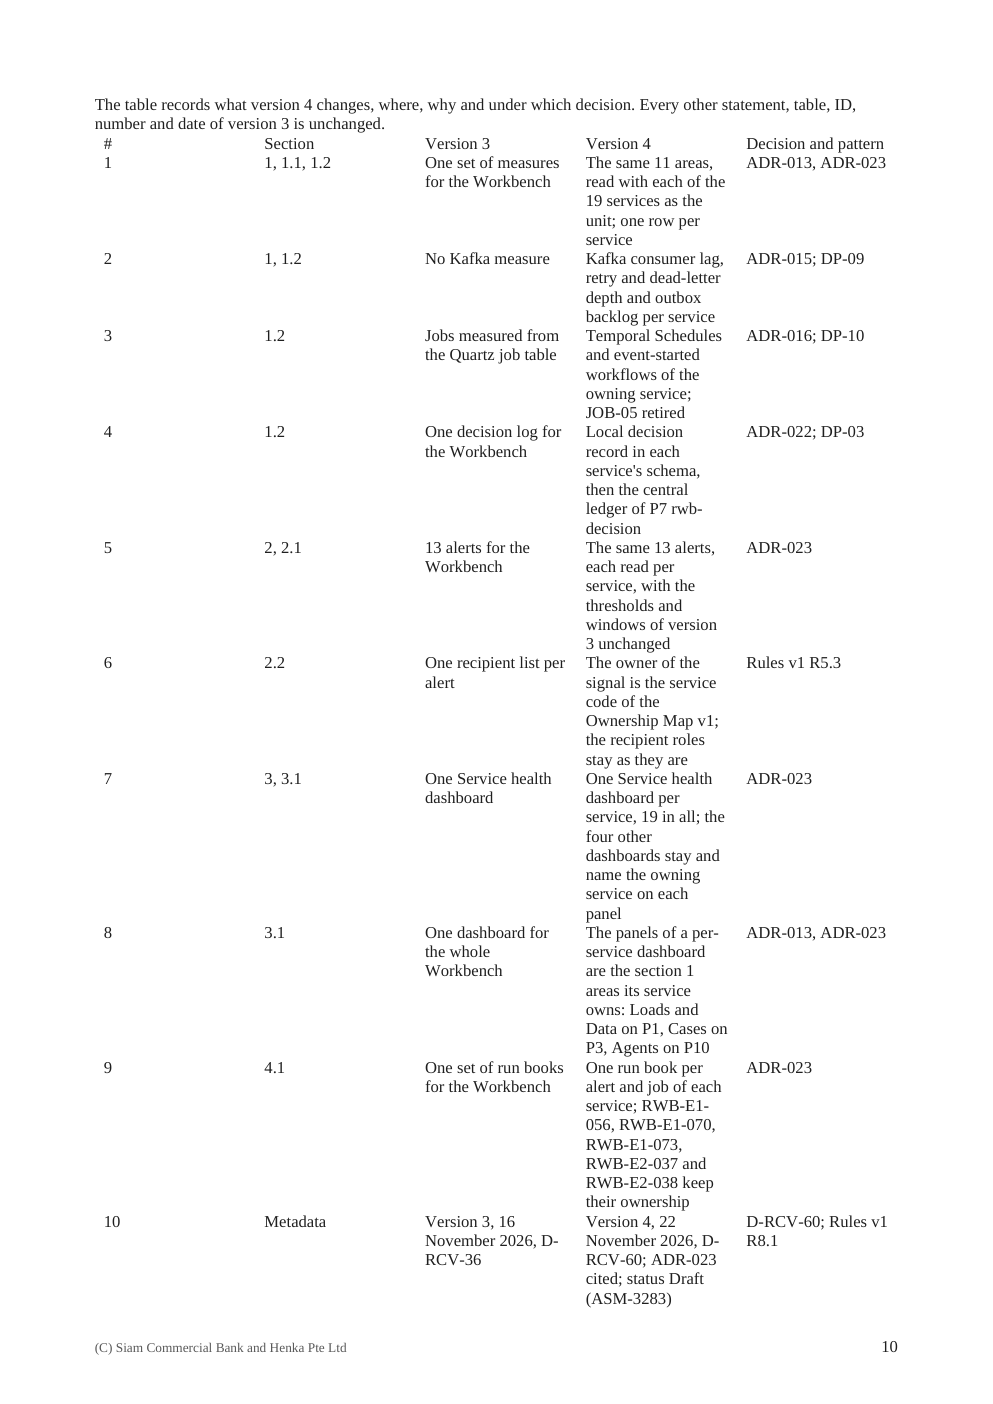 The table records what version 4 changes, where, why and under which decision. Every other statement, table, ID,
number and date of version 3 is unchanged.
# Section Version 3 Version 4 Decision and pattern
1 1, 1.1, 1.2 One set of measures The same 11 areas, ADR-013, ADR-023
for the Workbench read with each of the
19 services as the
unit; one row per
service
2 1, 1.2 No Kafka measure Kafka consumer lag, ADR-015; DP-09
retry and dead-letter
depth and outbox
backlog per service
3 1.2 Jobs measured from Temporal Schedules ADR-016; DP-10
the Quartz job table and event-started
workflows of the
owning service;
JOB-05 retired
4 1.2 One decision log for Local decision ADR-022; DP-03
the Workbench record in each
service's schema,
then the central
ledger of P7 rwb-
decision
5 2, 2.1 13 alerts for the The same 13 alerts, ADR-023
Workbench each read per
service, with the
thresholds and
windows of version
3 unchanged
6 2.2 One recipient list per The owner of the Rules v1 R5.3
alert signal is the service
code of the
Ownership Map v1;
the recipient roles
stay as they are
7 3, 3.1 One Service health One Service health ADR-023
dashboard dashboard per
service, 19 in all; the
four other
dashboards stay and
name the owning
service on each
panel
8 3.1 One dashboard for The panels of a per- ADR-013, ADR-023
the whole service dashboard
Workbench are the section 1
areas its service
owns: Loads and
Data on P1, Cases on
P3, Agents on P10
9 4.1 One set of run books One run book per ADR-023
for the Workbench alert and job of each
service; RWB-E1-
056, RWB-E1-070,
RWB-E1-073,
RWB-E2-037 and
RWB-E2-038 keep
their ownership
10 Metadata Version 3, 16 Version 4, 22 D-RCV-60; Rules v1
November 2026, D- November 2026, D- R8.1
RCV-36 RCV-60; ADR-023
cited; status Draft
(ASM-3283)
(C) Siam Commercial Bank and Henka Pte Ltd 10